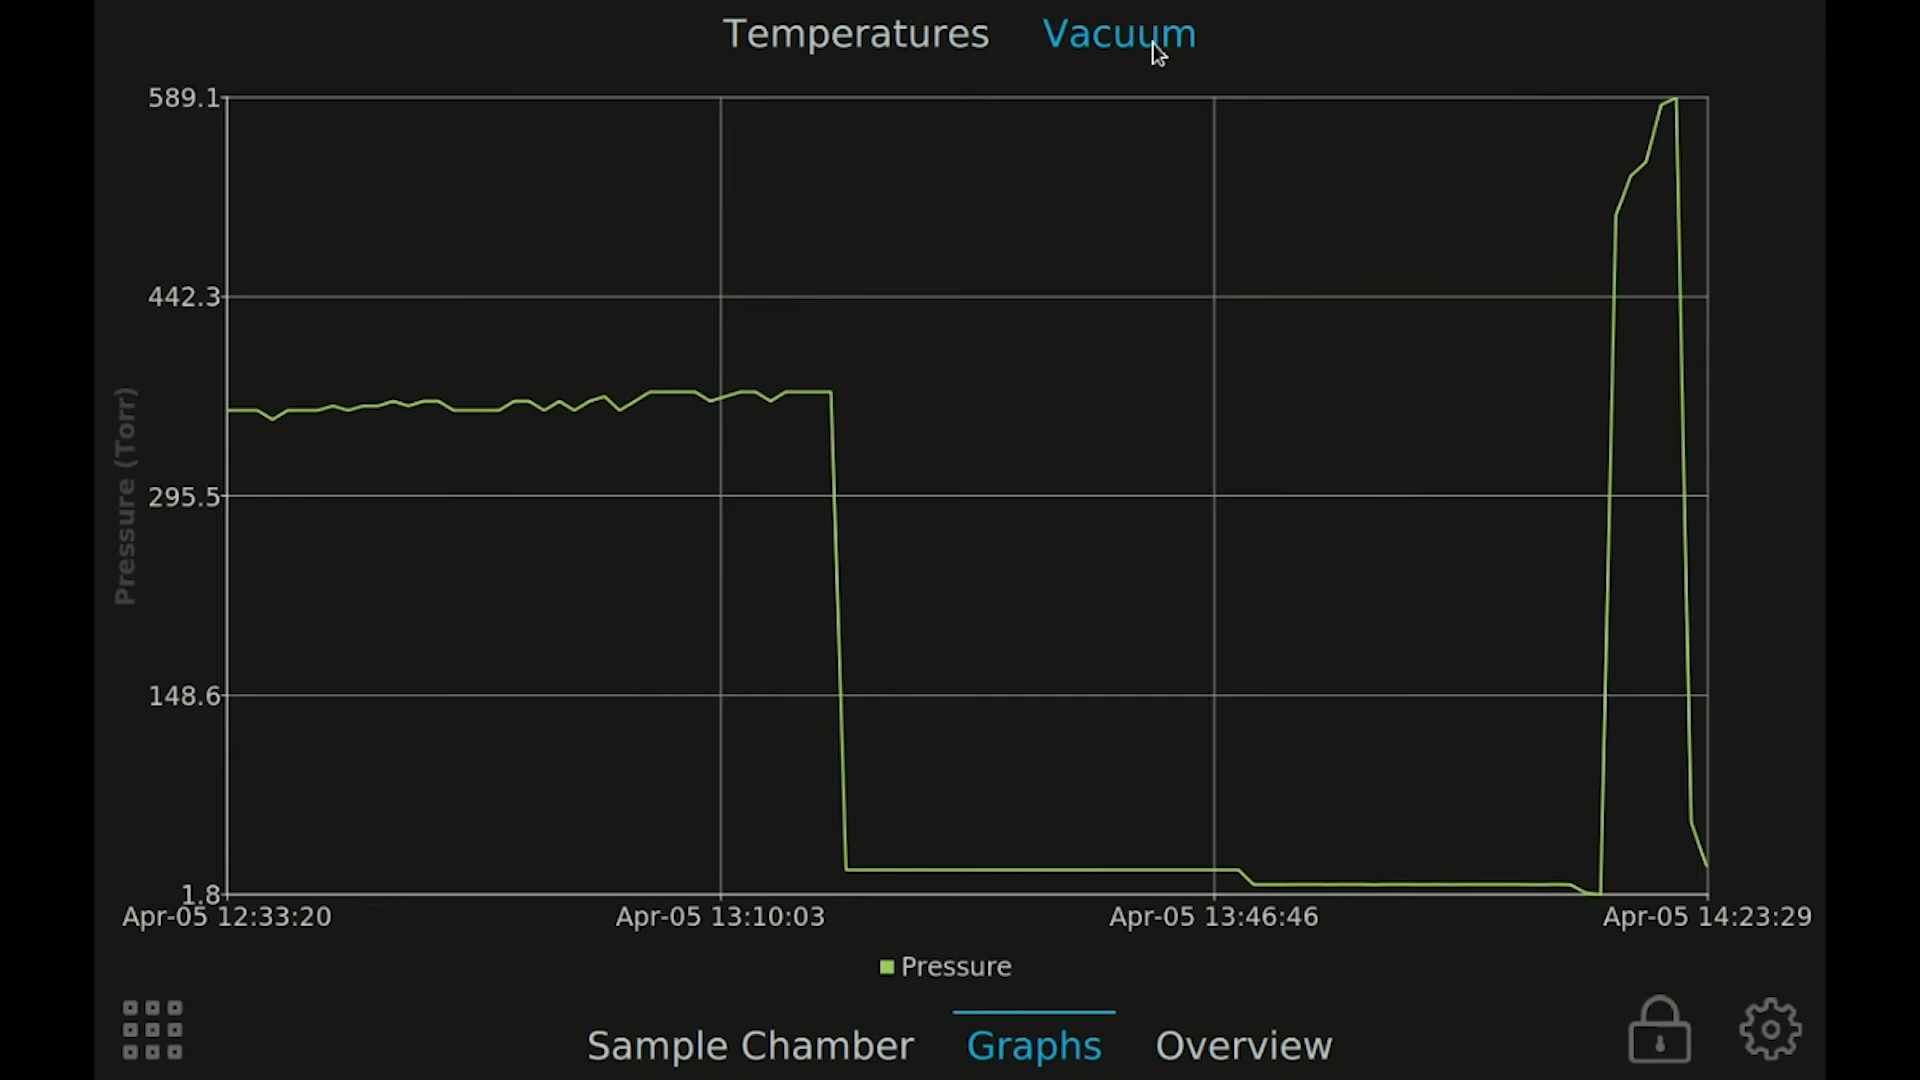 Temperatures Vacuum
589.1
442.3
295.5
148.6
1.8
Pressure (Torr)
Apr-05 12:33:20 Apr-05 13:10:03 Apr-05 13:46:46 Apr-05 14:23:29
Pressure
Sample Chamber Graphs Overview